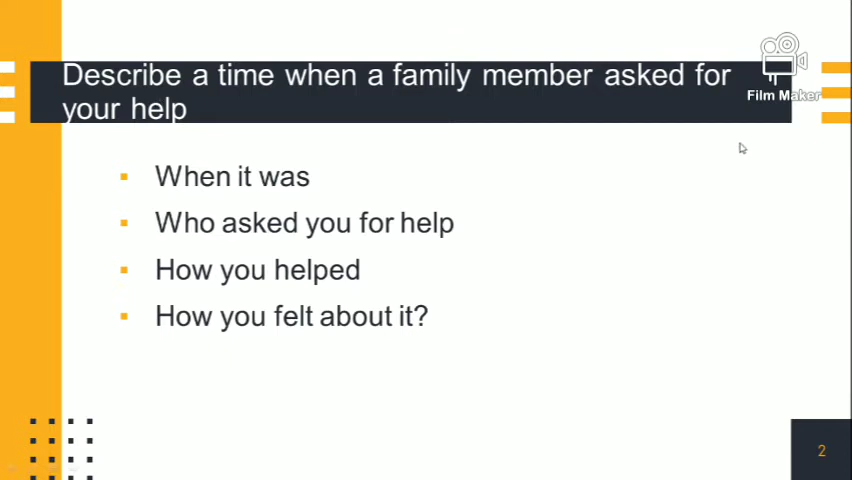 Describe a time when a family member asked for
your help
Film Maker
When it was
Who asked you for help
How you helped
How you felt about it?
2